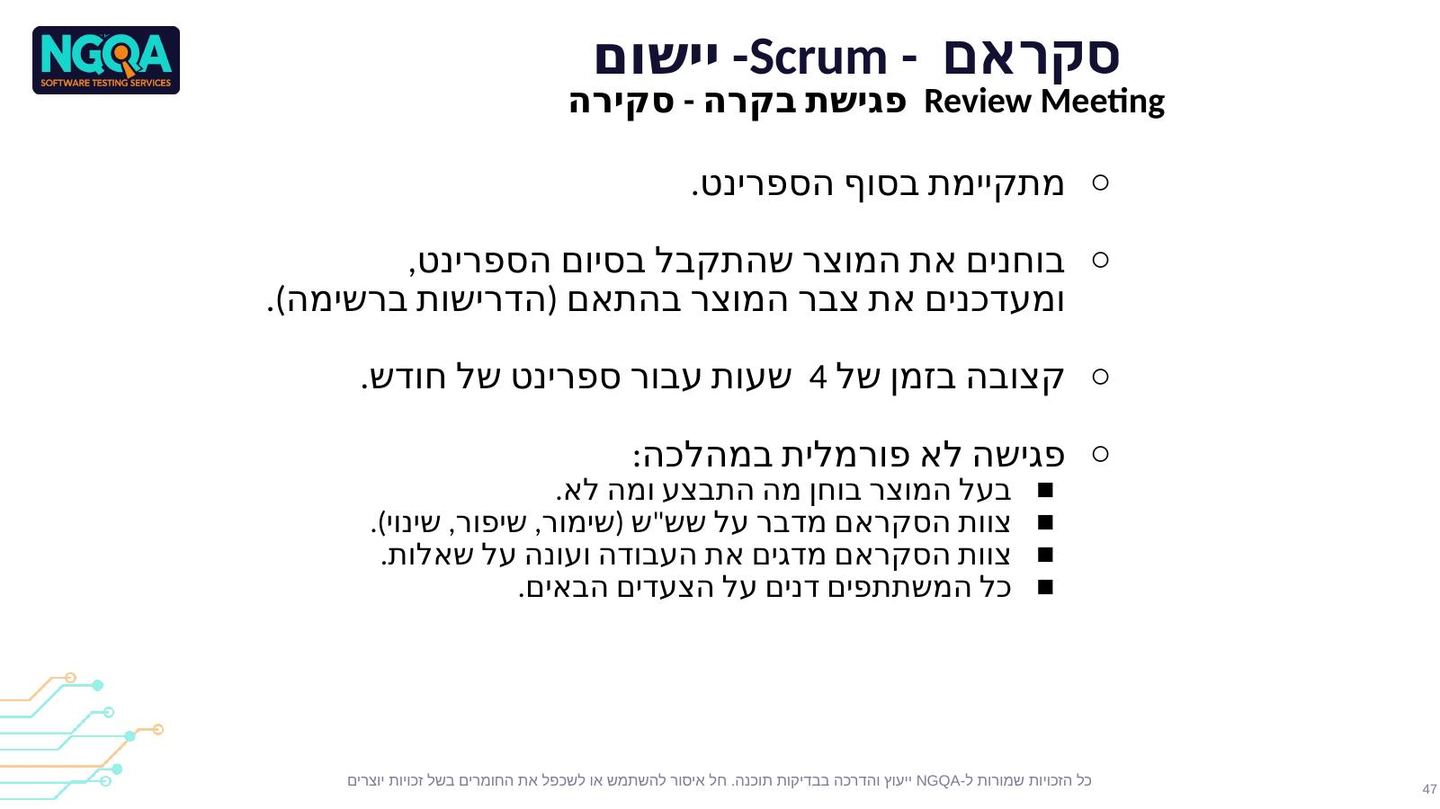 NGQA
SOFTWARE TESTING SERVICES
סקראם - Scrum- יישום
Review Meeting פגישת בקרה - סקירה
○ מתקיימת בסוף הספרינט.
○ בוחנים את המוצר שהתקבל בסיום הספרינט,
ומעדכנים את צבר המוצר בהתאם (הדרישות ברשימה).
○ קצובה בזמן של 4 שעות עבור ספרינט של חודש.
○ פגישה לא פורמלית במהלכה:
■ בעל המוצר בוחן מה התבצע ומה לא.
■ צוות הסקראם מדבר על שש"ש (שימור, שיפור, שינוי).
■ צוות הסקראם מדגים את העבודה ועונה על שאלות.
■ כל המשתתפים דנים על הצעדים הבאים.
כל הזכויות שמורות ל-NGQA ייעוץ והדרכה בבדיקות תוכנה. חל איסור להשתמש או לשכפל את החומרים בשל זכויות יוצרים
47